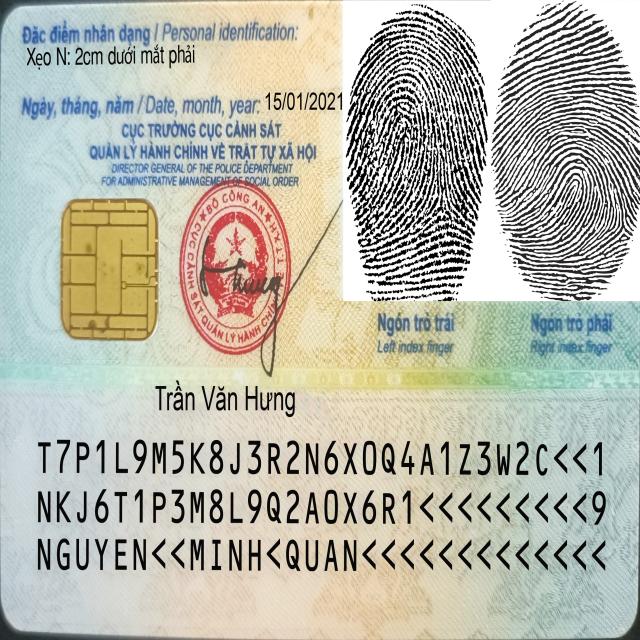 Đặc điểm nhân dạng / Personal identification:
Xẹo N: 2cm dưới mắt phải
Ngày, tháng, năm / Date, month, year: 15/01/2021
CỤC TRƯỞNG CỤC CẢNH SÁT
QUẢN LÝ HÀNH CHÍNH VỀ TRẬT TỰ XÃ HỘI
DIRECTOR GENERAL OF THE POLICE DEPARTMENT
FOR ADMINISTRATIVE MANAGEMENT OF SOCIAL ORDER
BỘ CÔNG AN
CỤC CẢNH SÁT QUẢN LÝ HÀNH CHÍNH
Ngón trỏ trái
Left index finger
Ngón trỏ phải
Right index finger
Trần Văn Hưng
T7P1L9M5K8J3R2N6X0Q4A1Z3W2C<<1
NKJ6T1P3M8L9Q2A0X6R1<<<<<<<<<9
NGUYEN<<MINH<QUAN<<<<<<<<<<<<<